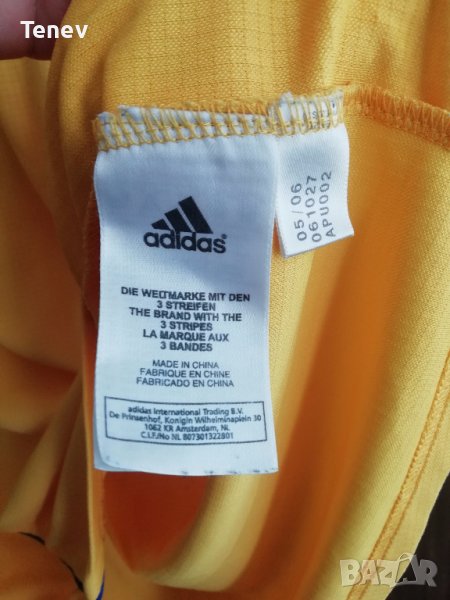 Tenev
adidas®
DIE WELTMARKE MIT DEN
3 STREIFEN
THE BRAND WITH THE
3 STRIPES
LA MARQUE AUX
3 BANDES
MADE IN CHINA
FABRIQUE EN CHINE
FABRICADO EN CHINA
adidas International Trading B.V.
De Prinsenhof, Konigin Wilhelminaplein 30
1062 KR Amsterdam, NL
C.I.F./No NL 807301322B01
05/06
061027
APU002
BAZAR